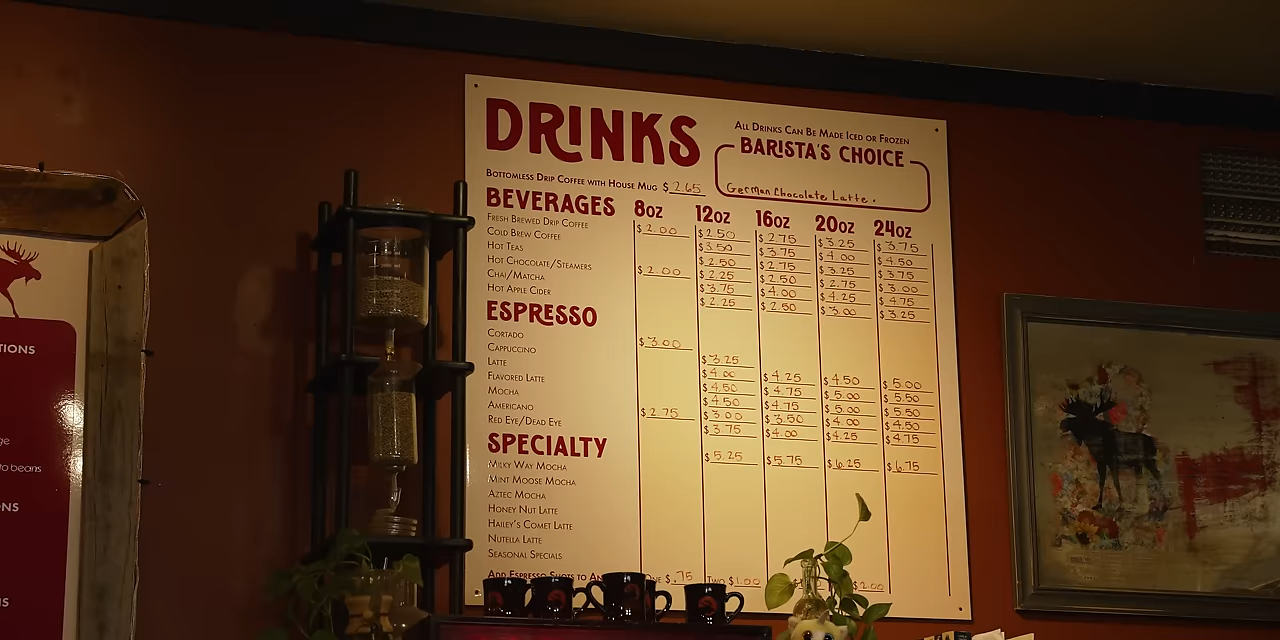 DRINKS
All Drinks Can Be Made Iced or Frozen
BARISTA'S CHOICE
German Chocolate Latte.
Bottomless Drip Coffee with House Mug $ 2.65
BEVERAGES 8oz 12oz 16oz 20oz 24oz
Fresh Brewed Drip Coffee $ 2.00 $ 2.50 $ 2.75 $ 3.25 $ 3.75
Cold Brew Coffee $ 3.50 $ 3.75 $ 4.00 $ 4.50
Hot Teas $ 2.50 $ 2.75 $ 3.25 $ 3.75
Hot Chocolate/Steamers $ 2.00 $ 2.25 $ 2.50 $ 2.75 $ 3.00
Chai/Matcha $ 3.75 $ 4.00 $ 4.25 $ 4.75
Hot Apple Cider $ 2.25 $ 2.50 $ 3.00 $ 3.25
ESPRESSO
Cortado $ 3.00
Cappuccino $ 3.25
Latte $ 4.00 $ 4.25 $ 4.50 $ 5.00
Flavored Latte $ 4.50 $ 4.75 $ 5.00 $ 5.50
Mocha $ 4.50 $ 4.75 $ 5.00 $ 5.50
Americano $ 2.75 $ 3.00 $ 3.50 $ 4.00 $ 4.50
Red Eye/Dead Eye $ 3.75 $ 4.00 $ 4.25 $ 4.75
SPECIALTY
Milky Way Mocha $ 5.25 $ 5.75 $ 6.25 $ 6.75
Mint Moose Mocha
Aztec Mocha
Honey Nut Latte
Hailey's Comet Latte
Nutella Latte
Seasonal Specials
Add Espresso Shots to $ .75 Two $ 1.00 $ 2.00
TIONS
ge
to beans
NS
S